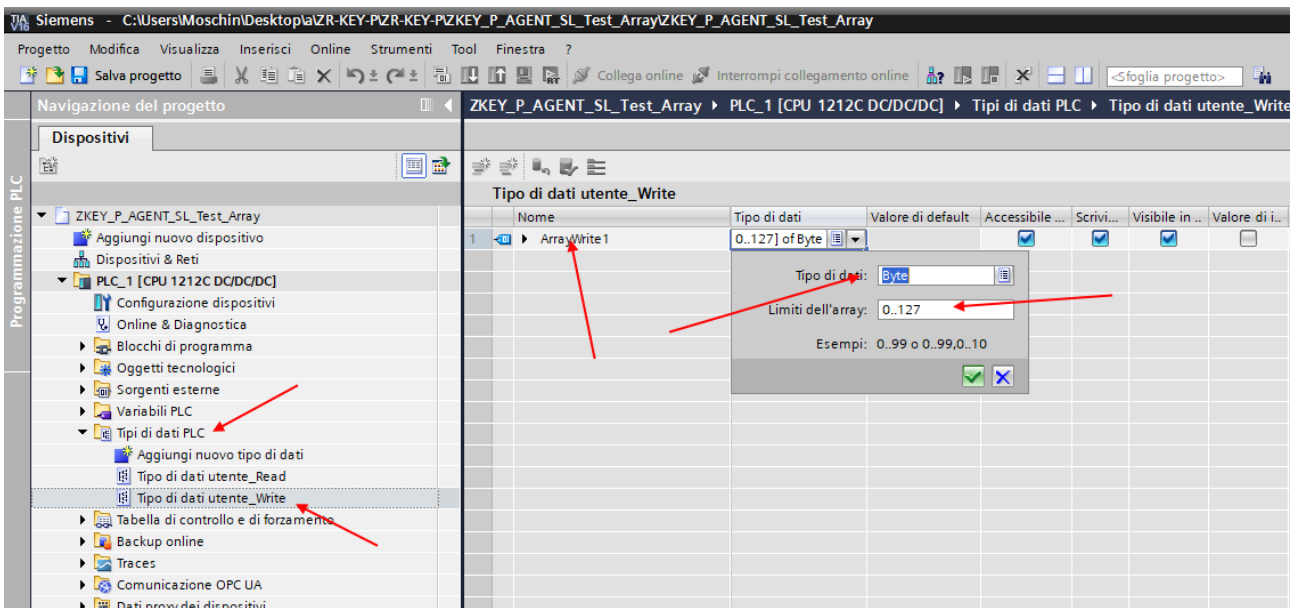 Siemens - C:\Users\Moschin\Desktop\a\ZR-KEY-P\ZR-KEY-P\ZKEY_P_AGENT_SL_Test_Array\ZKEY_P_AGENT_SL_Test_Array
Progetto Modifica Visualizza Inserisci Online Strumenti Tool Finestra ?
Salva progetto Collega online Interrompi collegamento online <Sfoglia progetto>
Navigazione del progetto
ZKEY_P_AGENT_SL_Test_Array PLC_1 [CPU 1212C DC/DC/DC] Tipi di dati PLC Tipo di dati utente_Write
Dispositivi
Programmazione PLC
Tipo di dati utente_Write
Nome Tipo di dati Valore di default Accessibile ... Scrivi... Visibile in .. Valore di i...
1 ArrayWrite1 0..127] of Byte
Tipo di dati: Byte
Limiti dell'array: 0..127
Esempi: 0..99 o 0..99,0..10
ZKEY_P_AGENT_SL_Test_Array
Aggiungi nuovo dispositivo
Dispositivi & Reti
PLC_1 [CPU 1212C DC/DC/DC]
Configurazione dispositivi
Online & Diagnostica
Blocchi di programma
Oggetti tecnologici
Sorgenti esterne
Variabili PLC
Tipi di dati PLC
Aggiungi nuovo tipo di dati
Tipo di dati utente_Read
Tipo di dati utente_Write
Tabella di controllo e di forzamento
Backup online
Traces
Comunicazione OPC UA
Dati proxy dei dispositivi